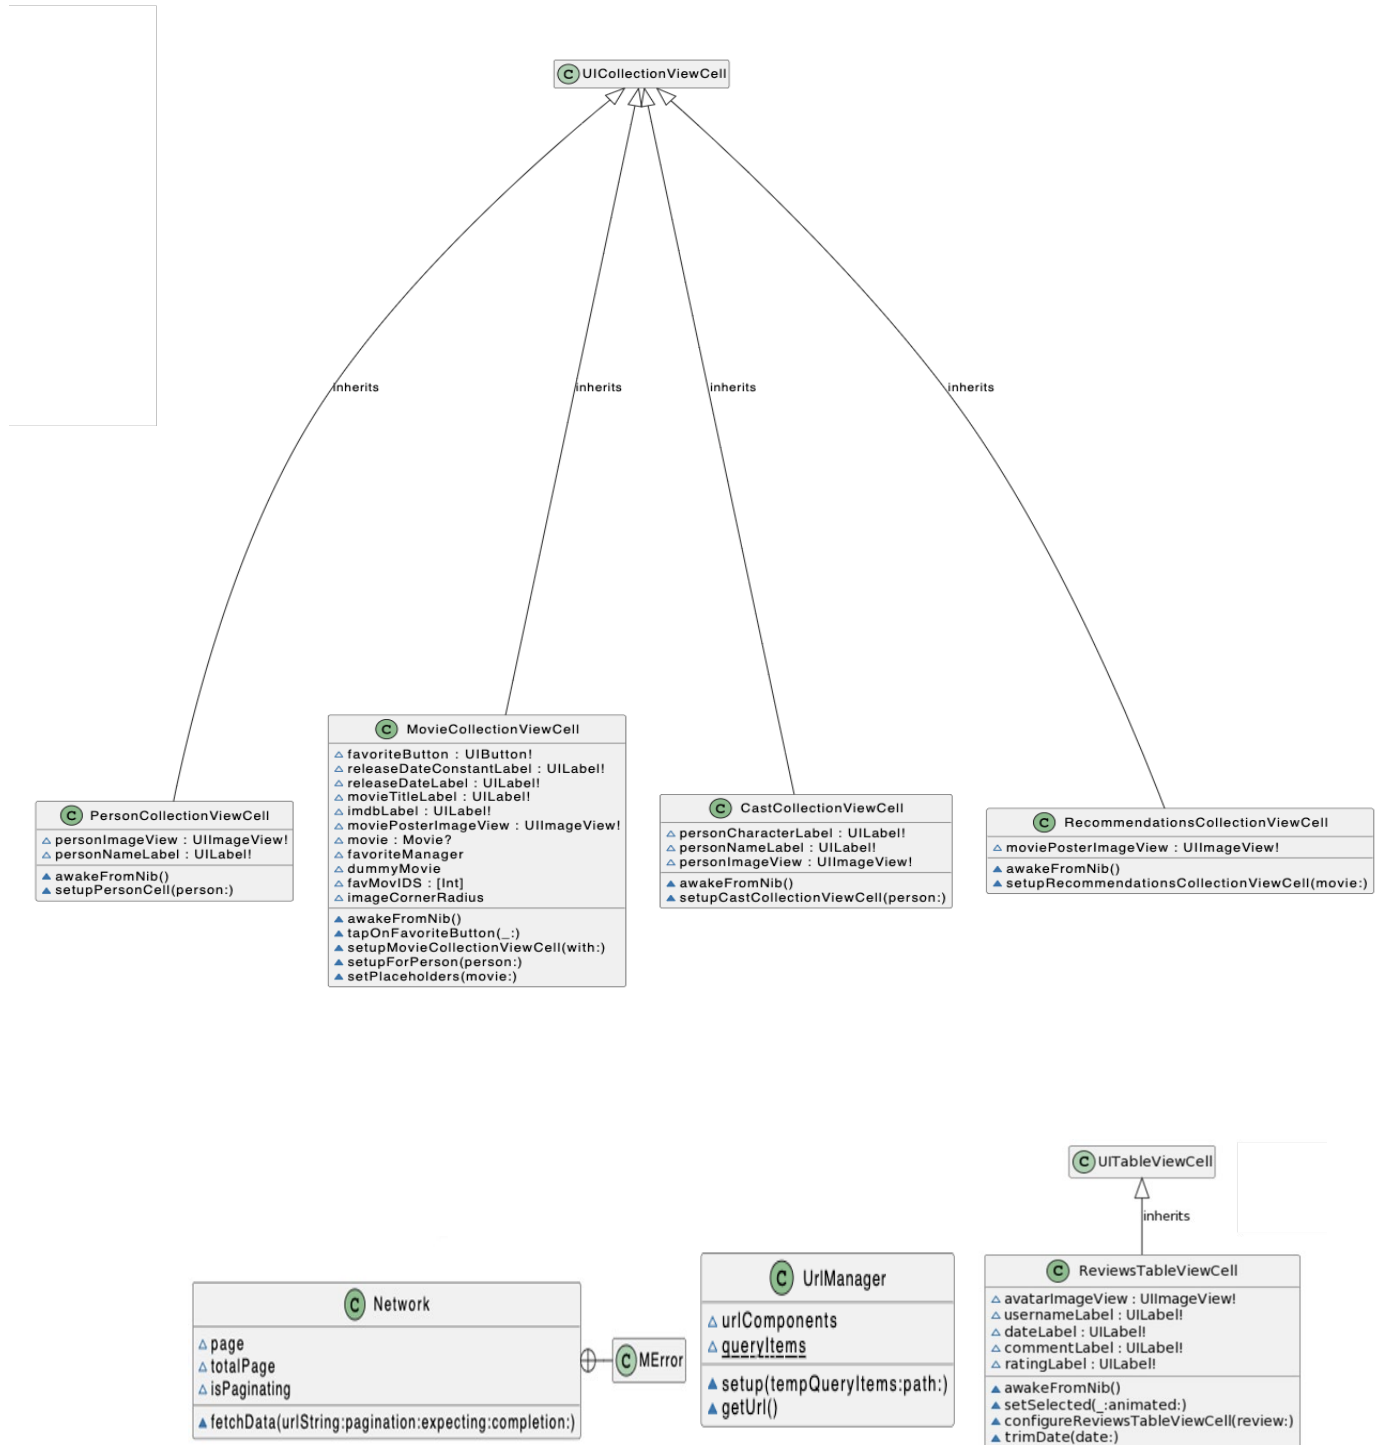 C UICollectionViewCell
inherits
inherits
inherits
inherits
C PersonCollectionViewCell
personImageView : UIImageView!
personNameLabel : UILabel!
awakeFromNib()
setupPersonCell(person:)
C MovieCollectionViewCell
favoriteButton : UIButton!
releaseDateConstantLabel : UILabel!
releaseDateLabel : UILabel!
movieTitleLabel : UILabel!
imdbLabel : UILabel!
moviePosterImageView : UIImageView!
movie : Movie?
favoriteManager
dummyMovie
favMovIDS : [Int]
imageCornerRadius
awakeFromNib()
tapOnFavoriteButton(_:)
setupMovieCollectionViewCell(with:)
setupForPerson(person:)
setPlaceholders(movie:)
C CastCollectionViewCell
personCharacterLabel : UILabel!
personNameLabel : UILabel!
personImageView : UIImageView!
awakeFromNib()
setupCastCollectionViewCell(person:)
C RecommendationsCollectionViewCell
moviePosterImageView : UIImageView!
awakeFromNib()
setupRecommendationsCollectionViewCell(movie:)
C Network
page
totalPage
isPaginating
fetchData(urlString:pagination:expecting:completion:)
C MError
C UrlManager
urlComponents
queryItems
setup(tempQueryItems:path:)
getUrl()
C UITableViewCell
inherits
C ReviewsTableViewCell
avatarImageView : UIImageView!
usernameLabel : UILabel!
dateLabel : UILabel!
commentLabel : UILabel!
ratingLabel : UILabel!
awakeFromNib()
setSelected(_:animated:)
configureReviewsTableViewCell(review:)
trimDate(date:)